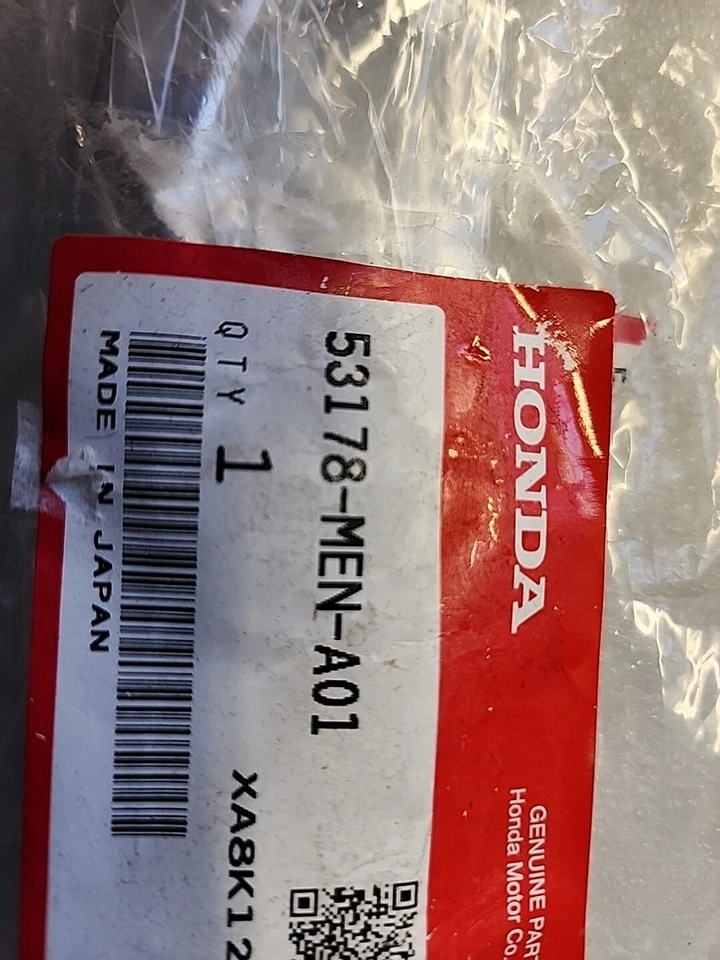 HONDA
GENUINE PART
Honda Motor Co.,
53178-MEN-A01
QTY 1
XA8K12
MADE IN JAPAN